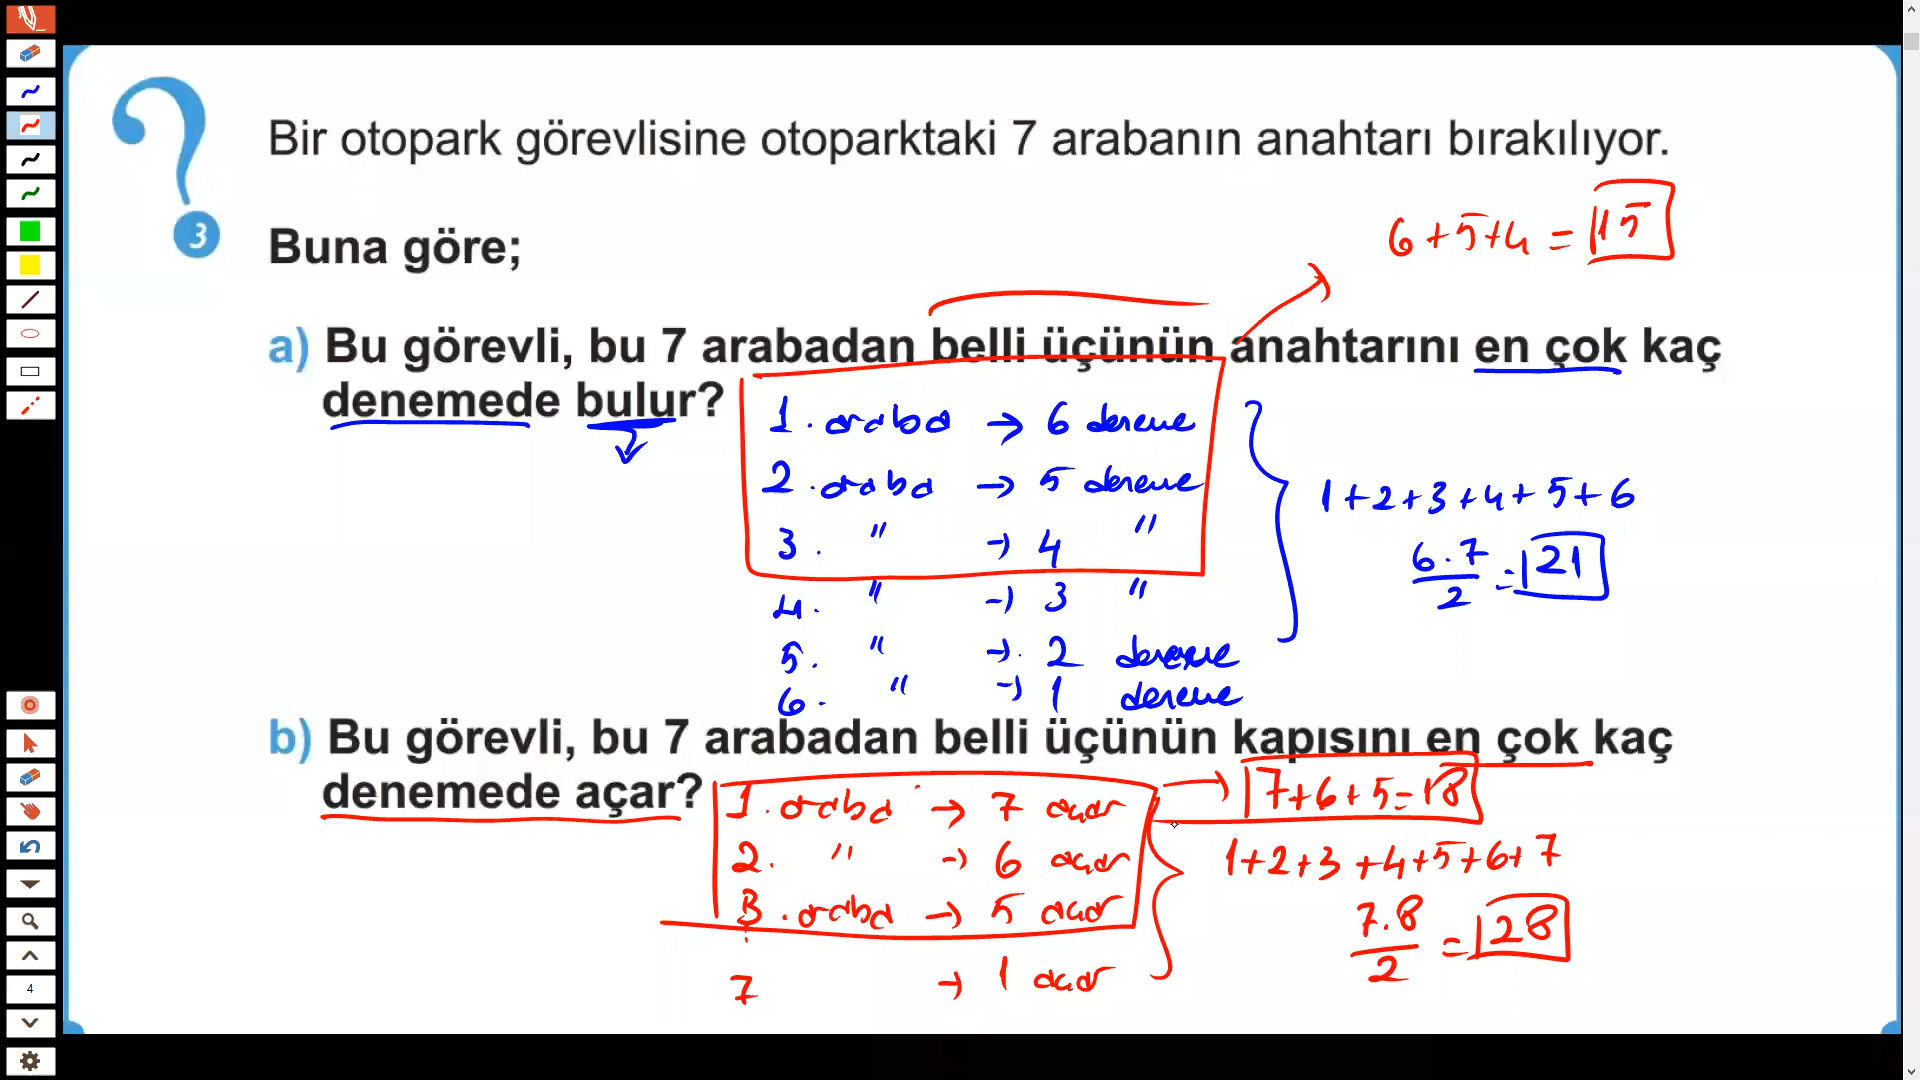 Bir otopark görevlisine otoparktaki 7 arabanın anahtarı bırakılıyor.
3
Buna göre;
6+5+4 = 15
a) Bu görevli, bu 7 arabadan belli üçünün anahtarını en çok kaç
denemede bulur?
1. araba → 6 deneme
2. araba → 5 deneme
3. " → 4 "
4. " → 3 "
5. " → 2 deneme
6. " → 1 deneme
1+2+3+4+5+6
6.7/2 = 21
b) Bu görevli, bu 7 arabadan belli üçünün kapısını en çok kaç
denemede açar?
1. araba → 7 açar
2. " → 6 açar
3. araba → 5 açar
7 → 1 açar
→ 7+6+5=18
1+2+3+4+5+6+7
7.8/2 = 28
4